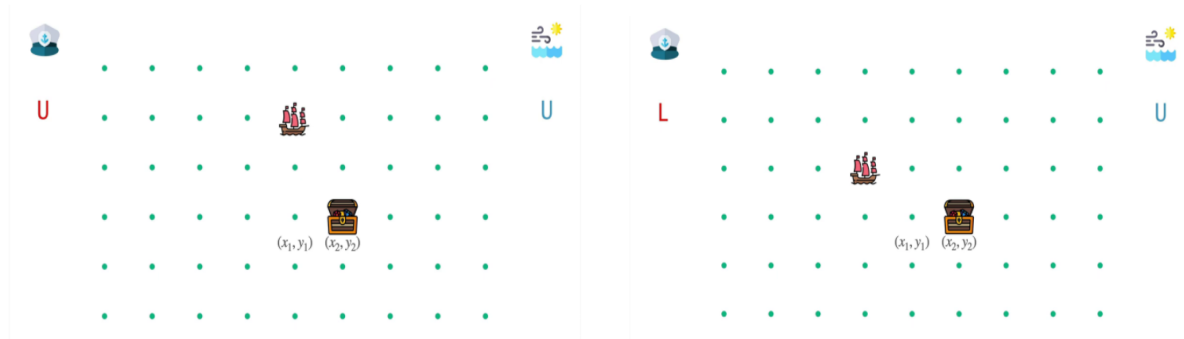 U U
(x₁, y₁) (x₂, y₂)
L U
(x₁, y₁) (x₂, y₂)